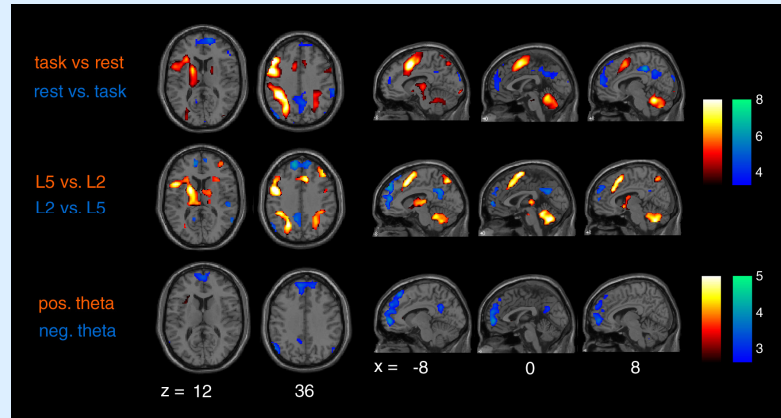 task vs rest
rest vs. task
8
6
4
L5 vs. L2
L2 vs. L5
pos. theta
neg. theta
5
4
3
z = 12
36
x = -8
0
8